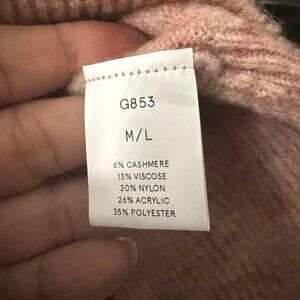 G853
M/L
6% CASHMERE
13% VISCOSE
20% NYLON
26% ACRYLIC
35% POLYESTER